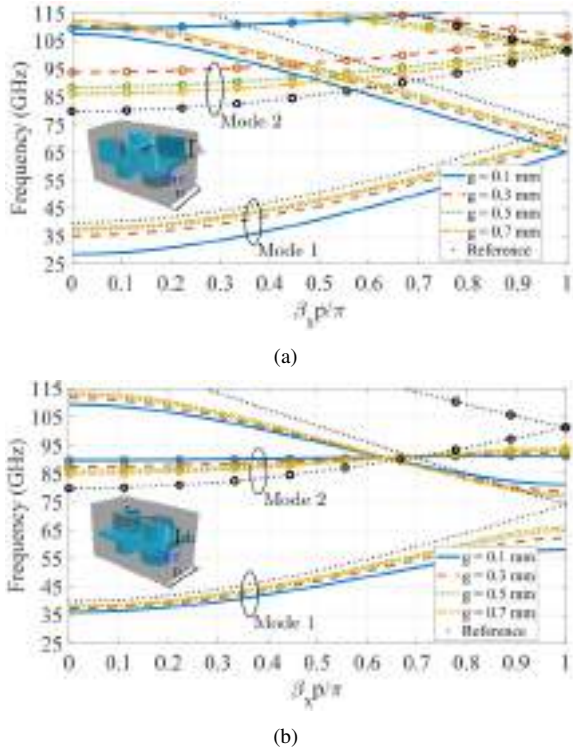 115
105
95
85
75
65
55
45
35
25
Frequency (GHz)
Mode 2
Mode 1
g = 0.1 mm
g = 0.3 mm
g = 0.5 mm
g = 0.7 mm
Reference
0 0.1 0.2 0.3 0.4 0.5 0.6 0.7 0.8 0.9 1
βₓp/π
(a)
115
105
95
85
75
65
55
45
35
25
Frequency (GHz)
Mode 2
Mode 1
g = 0.1 mm
g = 0.3 mm
g = 0.5 mm
g = 0.7 mm
Reference
0 0.1 0.2 0.3 0.4 0.5 0.6 0.7 0.8 0.9 1
βₓp/π
(b)